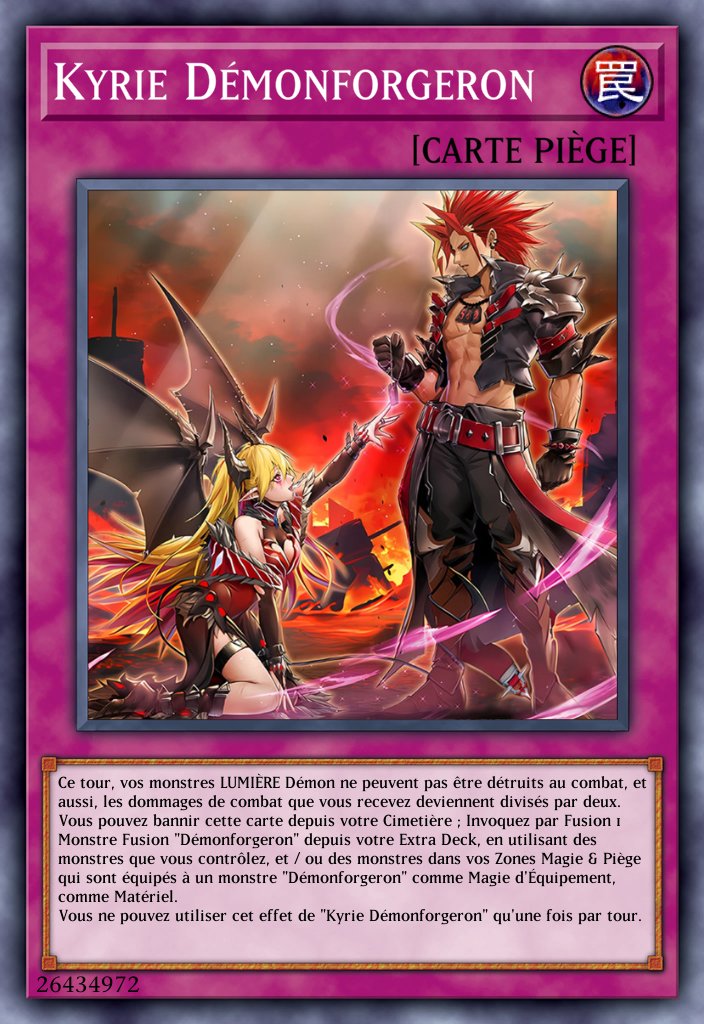 Kyrie Démonforgeron
罠
[CARTE PIÈGE]
Ce tour, vos monstres LUMIÈRE Démon ne peuvent pas être détruits au combat, et
aussi, les dommages de combat que vous recevez deviennent divisés par deux.
Vous pouvez bannir cette carte depuis votre Cimetière ; Invoquez par Fusion 1
Monstre Fusion "Démonforgeron" depuis votre Extra Deck, en utilisant des
monstres que vous contrôlez, et / ou des monstres dans vos Zones Magie & Piège
qui sont équipés à un monstre "Démonforgeron" comme Magie d'Équipement,
comme Matériel.
Vous ne pouvez utiliser cet effet de "Kyrie Démonforgeron" qu'une fois par tour.
26434972